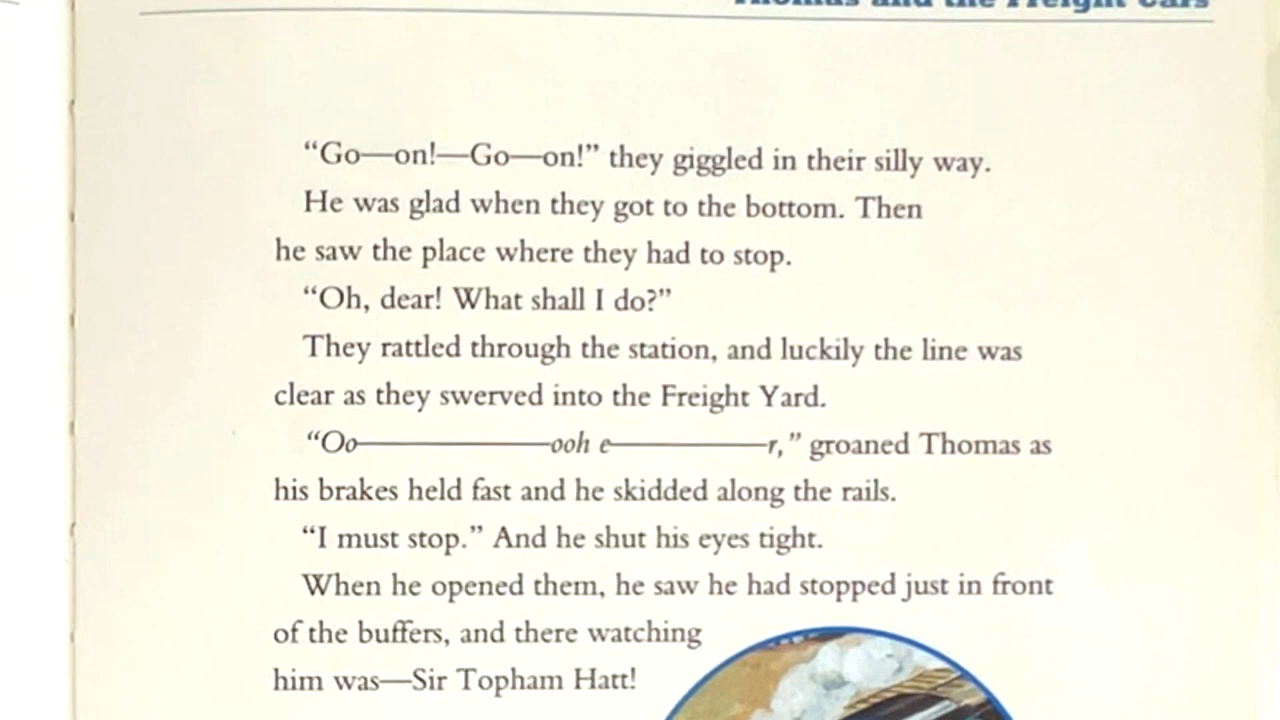 Thomas and the Freight Cars
“Go—on!—Go—on!” they giggled in their silly way.
He was glad when they got to the bottom. Then
he saw the place where they had to stop.
“Oh, dear! What shall I do?”
They rattled through the station, and luckily the line was
clear as they swerved into the Freight Yard.
“Oo————ooh e————r,” groaned Thomas as
his brakes held fast and he skidded along the rails.
“I must stop.” And he shut his eyes tight.
When he opened them, he saw he had stopped just in front
of the buffers, and there watching
him was—Sir Topham Hatt!